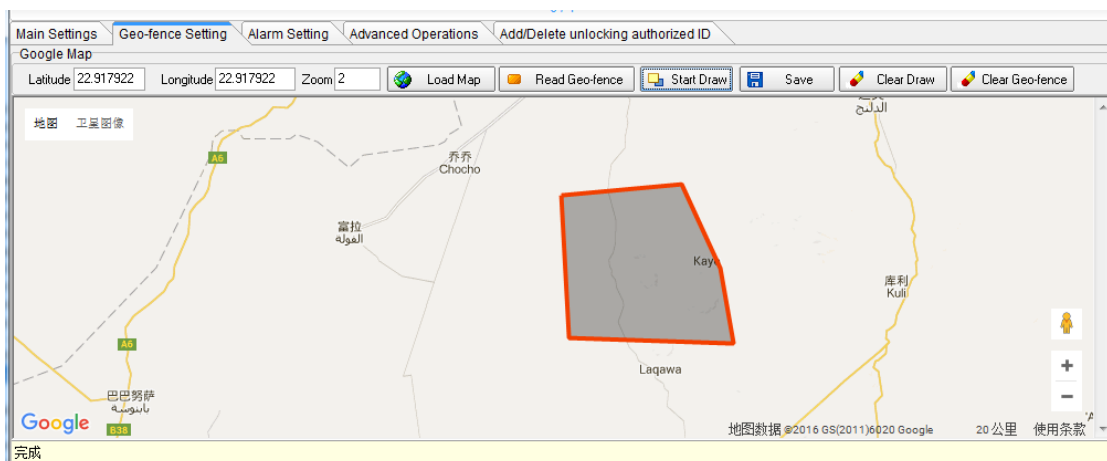 Main Settings Geo-fence Setting Alarm Setting Advanced Operations Add/Delete unlocking authorized ID
Google Map
Latitude 22.917922 Longitude 22.917922 Zoom 2 Load Map Read Geo-fence Start Draw Save Clear Draw Clear Geo-fence
الدلنج
地图 卫星图像
A6
乔乔
Chocho
富拉
الفولة
Kaye
库利
Kuli
A6
Laqawa
巴巴努萨
بابنوسة
Google
B38
地图数据 ©2016 GS(2011)6020 Google 20 公里 使用条款
完成